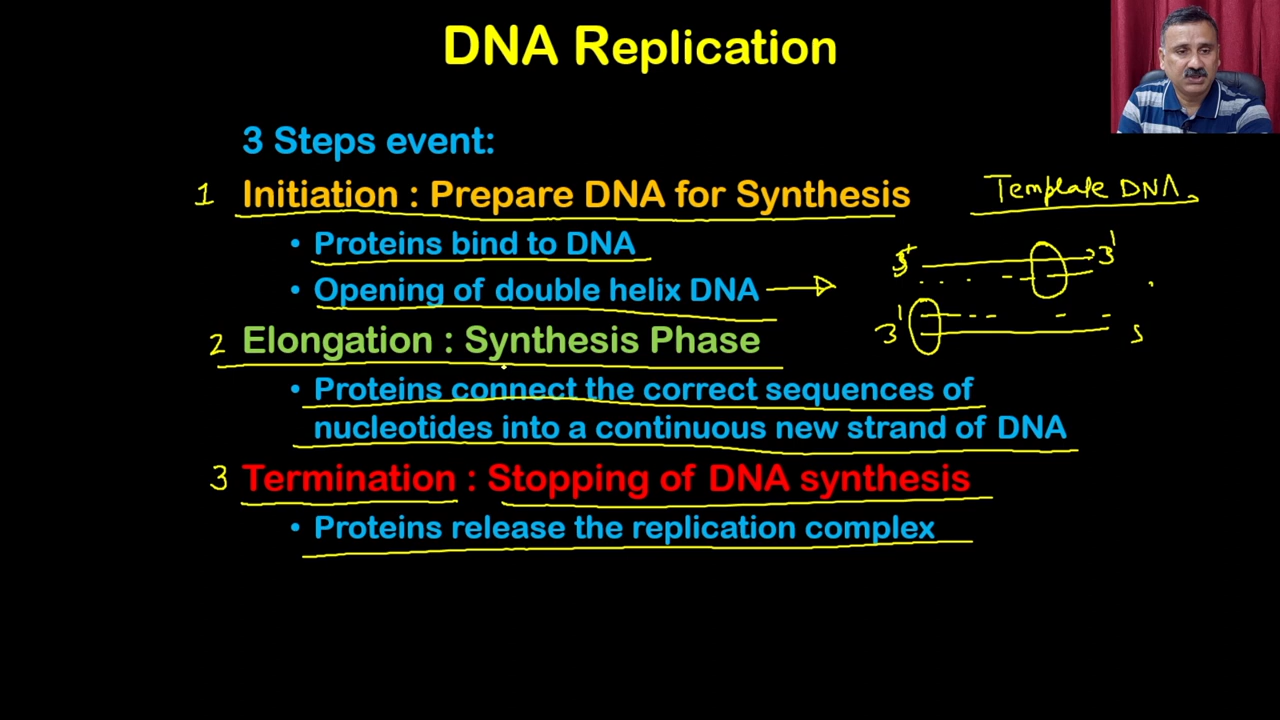 DNA Replication
3 Steps event:
1 Initiation : Prepare DNA for Synthesis
Template DNA
• Proteins bind to DNA
3'
• Opening of double helix DNA
3' 5
2 Elongation : Synthesis Phase
• Proteins connect the correct sequences of
nucleotides into a continuous new strand of DNA
3 Termination : Stopping of DNA synthesis
• Proteins release the replication complex